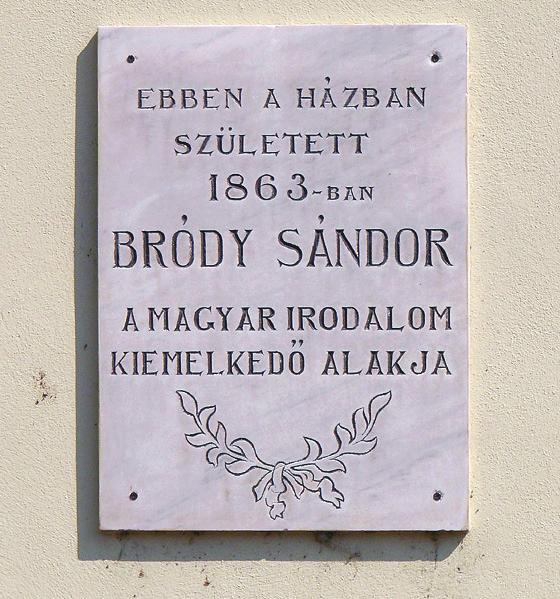 EBBEN A HÁZBAN
SZÜLETETT
1863-BAN
BRÓDY SÁNDOR
A MAGYAR IRODALOM
KIEMELKEDŐ ALAKJA